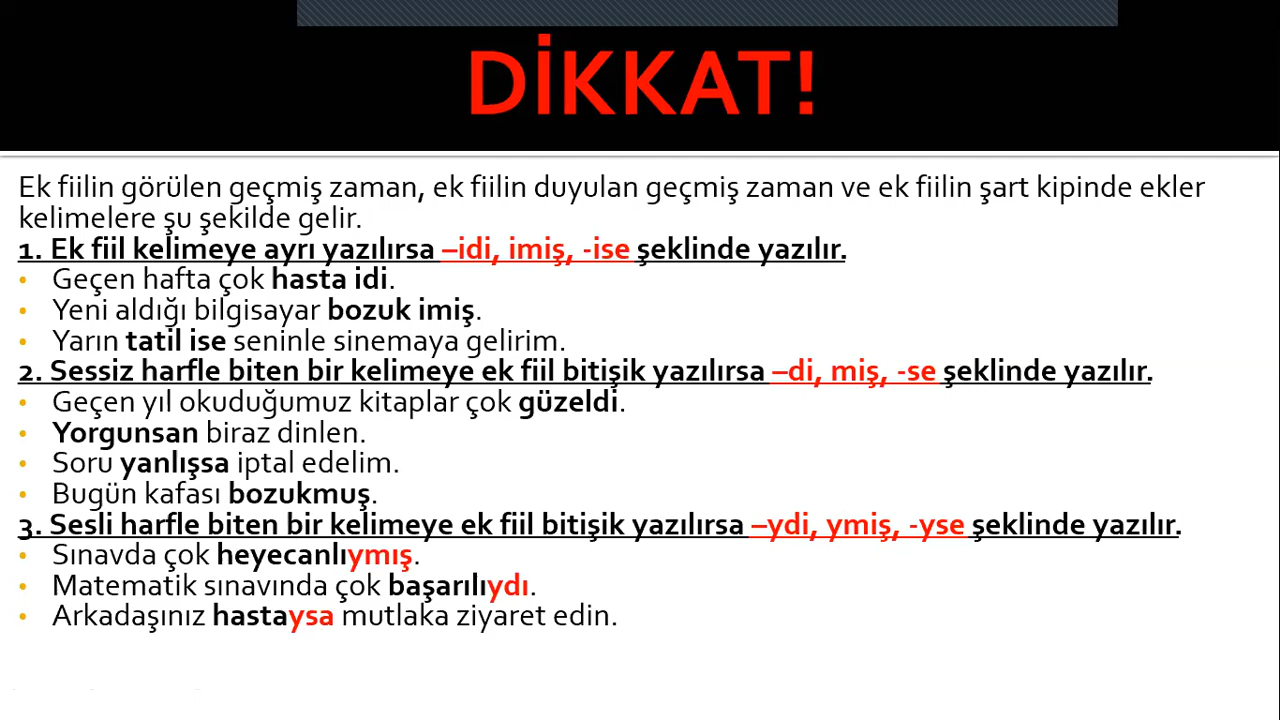 DİKKAT!
Ek fiilin görülen geçmiş zaman, ek fiilin duyulan geçmiş zaman ve ek fiilin şart kipinde ekler
kelimelere şu şekilde gelir.
1. Ek fiil kelimeye ayrı yazılırsa –idi, imiş, -ise şeklinde yazılır.
• Geçen hafta çok hasta idi.
• Yeni aldığı bilgisayar bozuk imiş.
• Yarın tatil ise seninle sinemaya gelirim.
2. Sessiz harfle biten bir kelimeye ek fiil bitişik yazılırsa –di, miş, -se şeklinde yazılır.
• Geçen yıl okuduğumuz kitaplar çok güzeldi.
• Yorgunsan biraz dinlen.
• Soru yanlışsa iptal edelim.
• Bugün kafası bozukmuş.
3. Sesli harfle biten bir kelimeye ek fiil bitişik yazılırsa –ydi, ymiş, -yse şeklinde yazılır.
• Sınavda çok heyecanlıymış.
• Matematik sınavında çok başarılıydı.
• Arkadaşınız hastaysa mutlaka ziyaret edin.